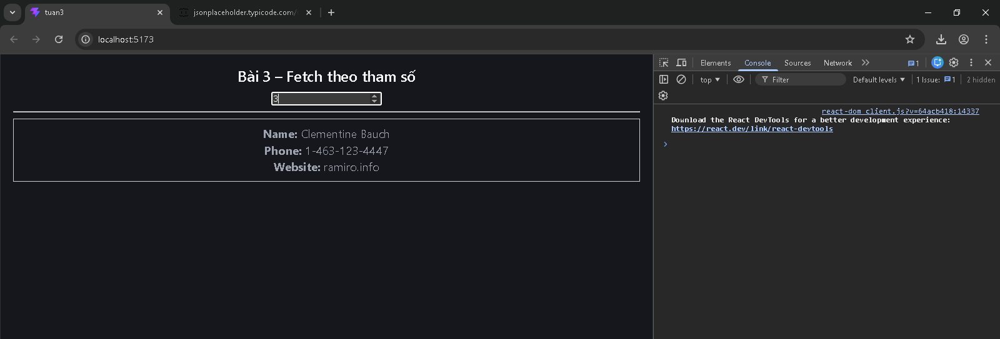 tuan3
jsonplaceholder.typicode.com/
localhost:5173
Bài 3 – Fetch theo tham số
3
Name: Clementine Bauch
Phone: 1-463-123-4447
Website: ramiro.info
Elements Console Sources Network 1
top Filter Default levels 1 Issue: 1 2 hidden
react-dom_client.js?v=64acb418:14337
Download the React DevTools for a better development experience:
https://react.dev/link/react-devtools